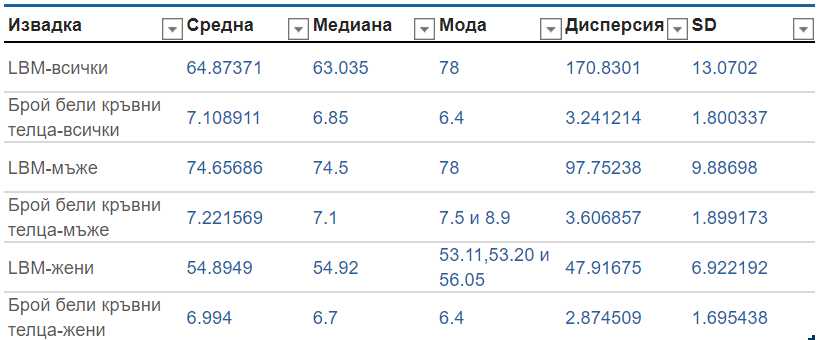 Извадка Средна Медиана Мода Дисперсия SD
LBM-всички 64.87371 63.035 78 170.8301 13.0702
Брой бели кръвни
телца-всички 7.108911 6.85 6.4 3.241214 1.800337
LBM-мъже 74.65686 74.5 78 97.75238 9.88698
Брой бели кръвни
телца-мъже 7.221569 7.1 7.5 и 8.9 3.606857 1.899173
LBM-жени 54.8949 54.92 53.11,53.20 и
56.05 47.91675 6.922192
Брой бели кръвни
телца-жени 6.994 6.7 6.4 2.874509 1.695438